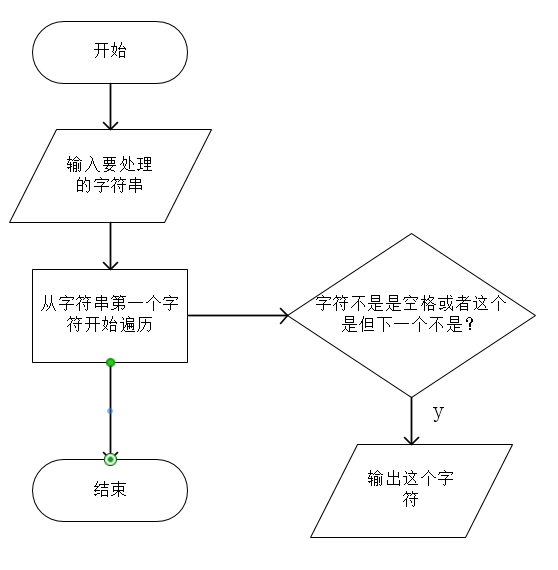 开始
输入要处理
的字符串
从字符串第一个字
符开始遍历
字符不是是空格或者这个
是但下一个不是？
y
输出这个字
符
结束